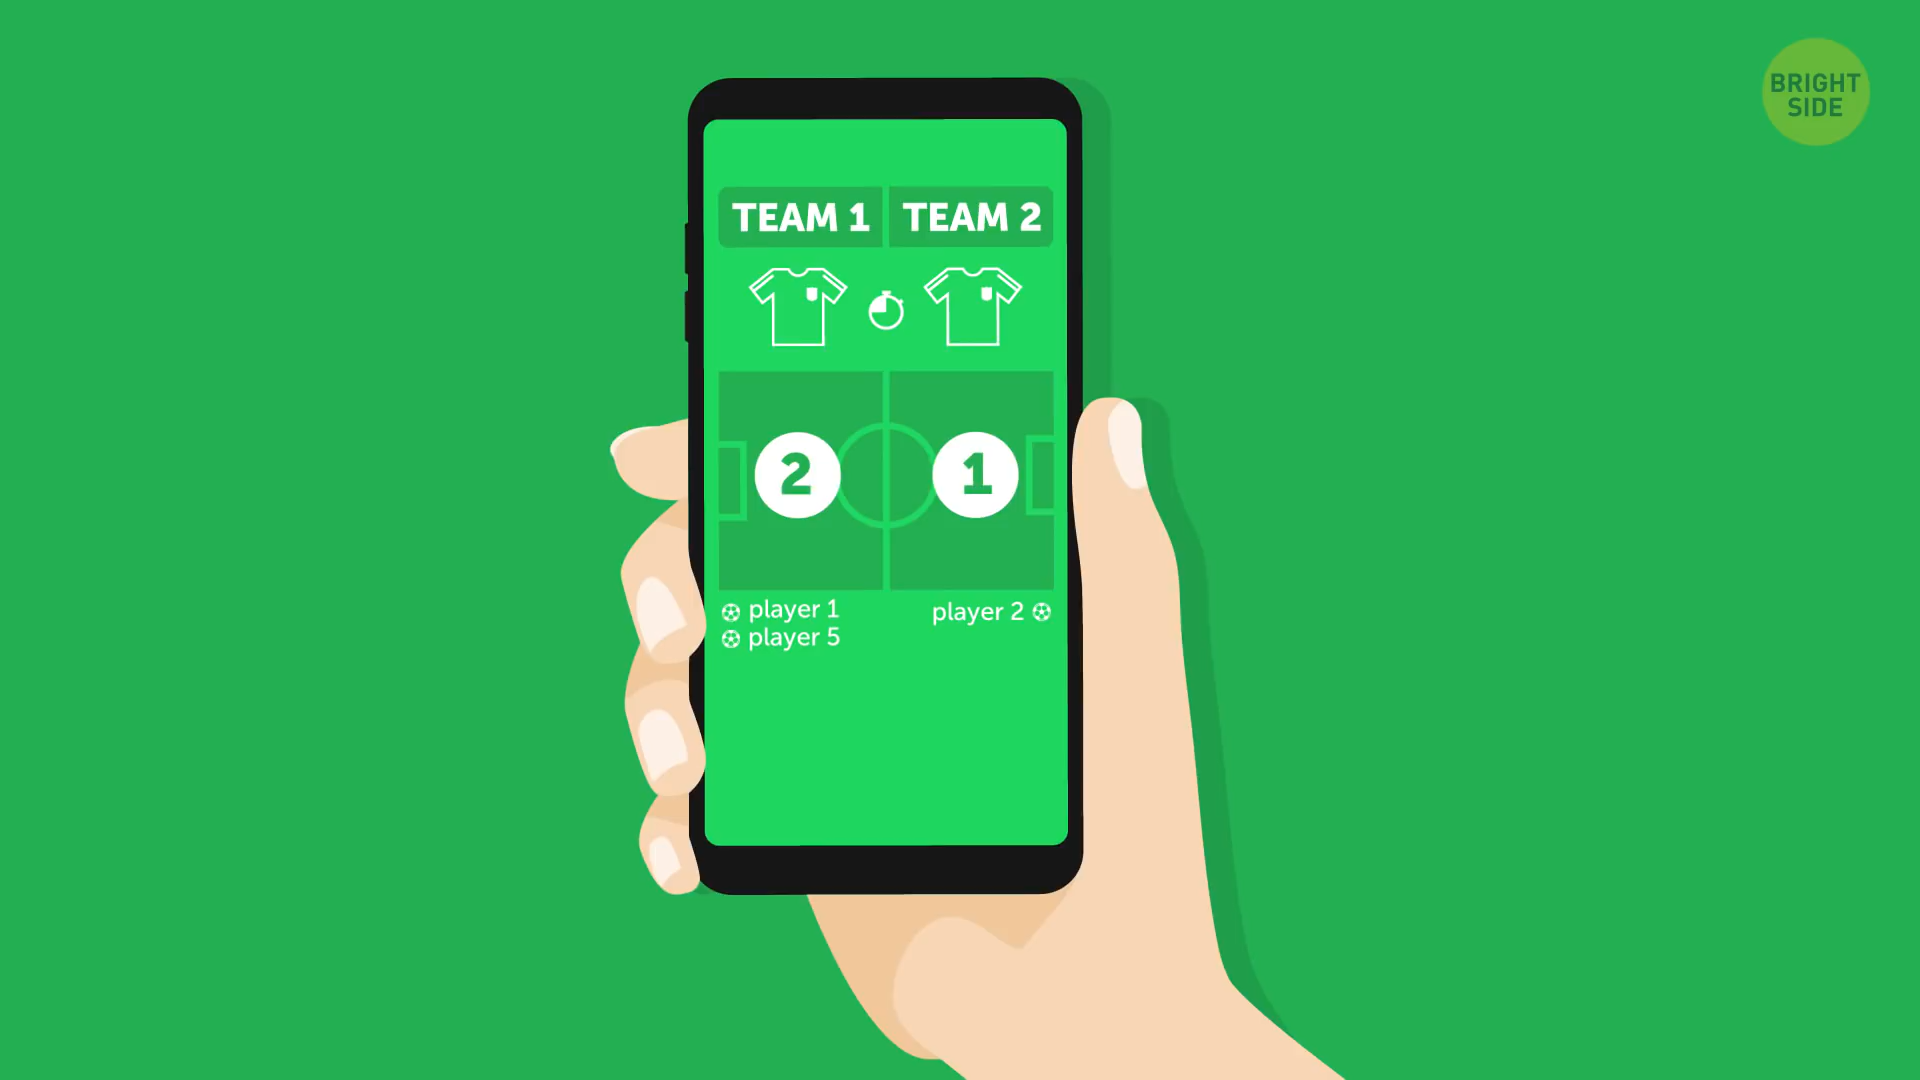 BRIGHT
SIDE
TEAM 1 TEAM 2
2 1
player 1 player 2
player 5